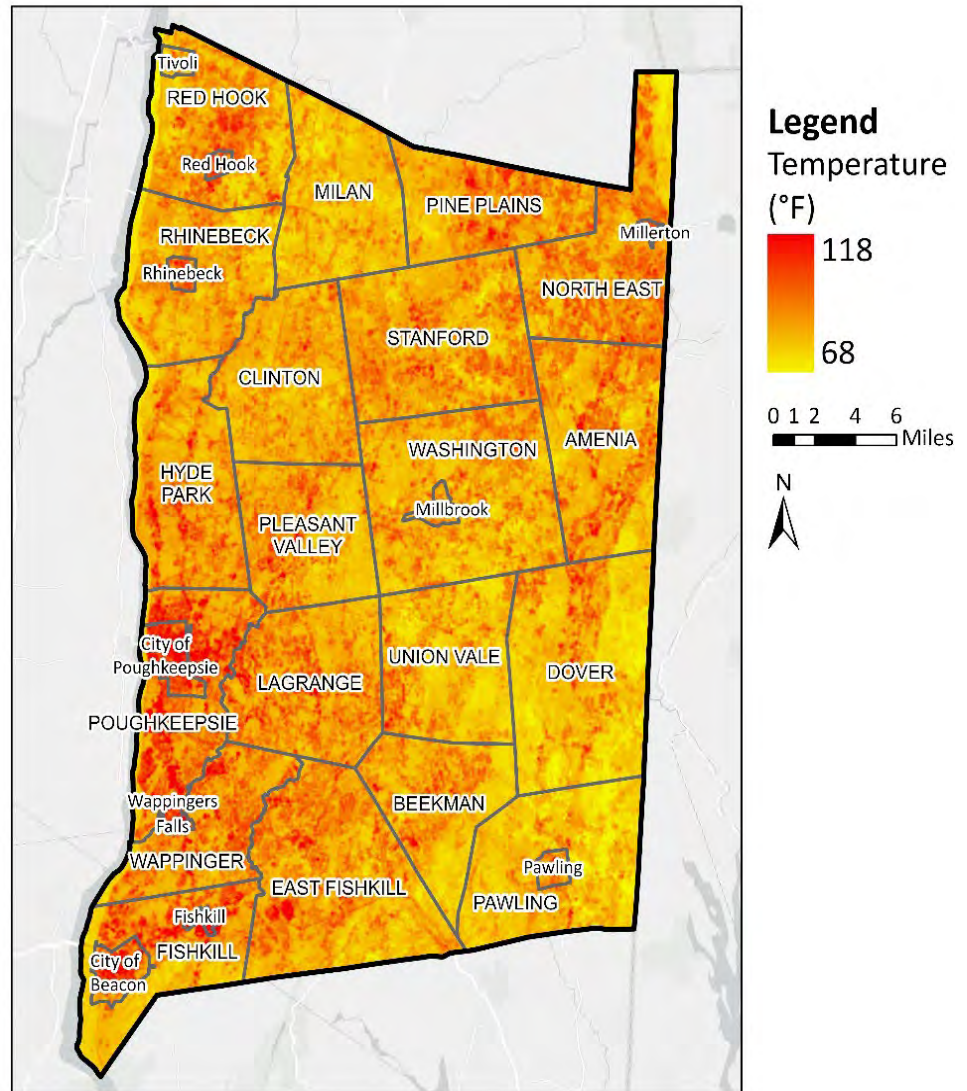 Tivoli
RED HOOK
Red Hook
MILAN
PINE PLAINS
RHINEBECK
Rhinebeck
Millerton
NORTH EAST
STANFORD
CLINTON
WASHINGTON
AMENIA
HYDE
PARK
Millbrook
PLEASANT
VALLEY
City of
Poughkeepsie
UNION VALE
DOVER
LAGRANGE
POUGHKEEPSIE
Wappingers
Falls
BEEKMAN
WAPPINGER
EAST FISHKILL
Pawling
PAWLING
Fishkill
FISHKILL
City of
Beacon
Legend
Temperature
(°F)
118
68
0 1 2 4 6
Miles
N